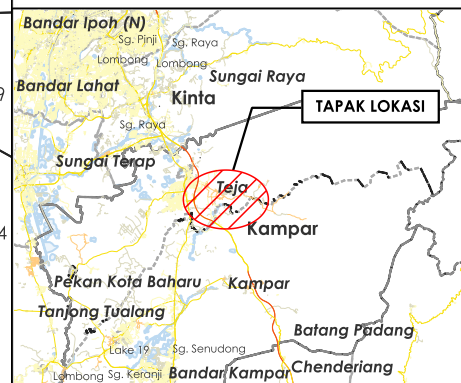 Bandar Ipoh (N)
Sg. Pinji
Sg. Raya
Lombong
Lombong
Sungai Raya
Bandar Lahat
Kinta
TAPAK LOKASI
Sg. Raya
Sungai Terap
Teja
Kampar
Pekan Kota Baharu
Kampar
Tanjong Tualang
Batang Padang
Lake 19
Sg. Senudong
Chenderiang
Lombong
Sg. Keranji
Bandar Kampar